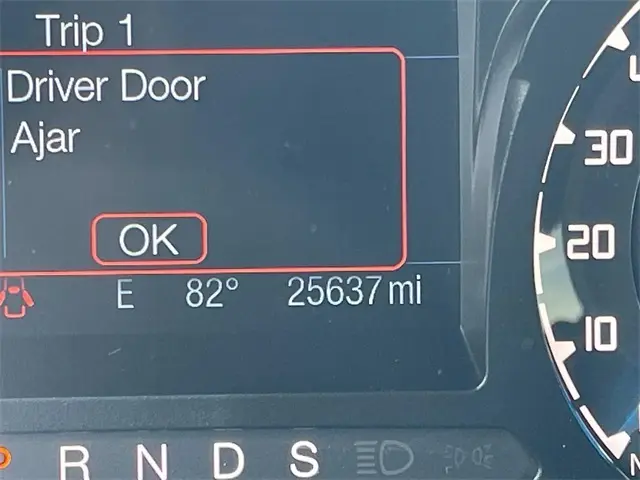 Trip 1
Driver Door
Ajar
OK
E 82° 25637 mi
30
20
10
R N D S